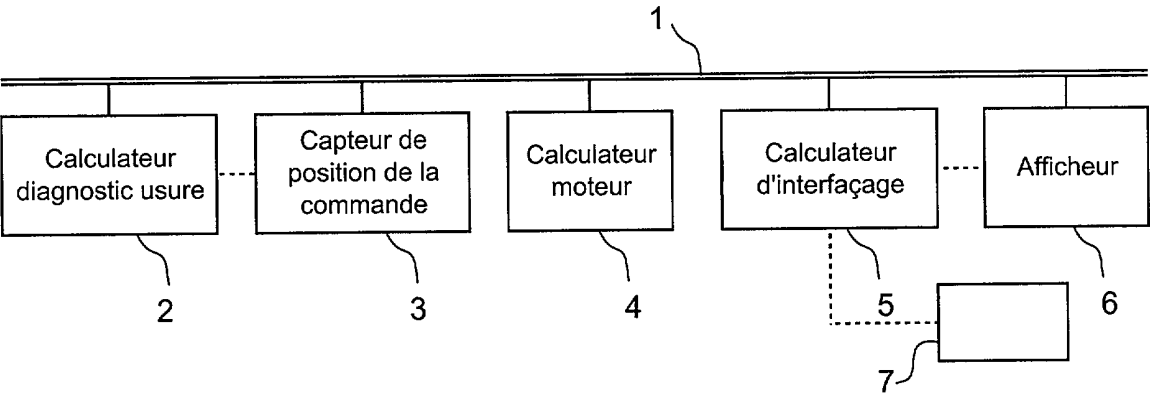 1
Calculateur
diagnostic usure
Capteur de
position de la
commande
Calculateur
moteur
Calculateur
d'interfaçage
Afficheur
2
3
4
5
6
7